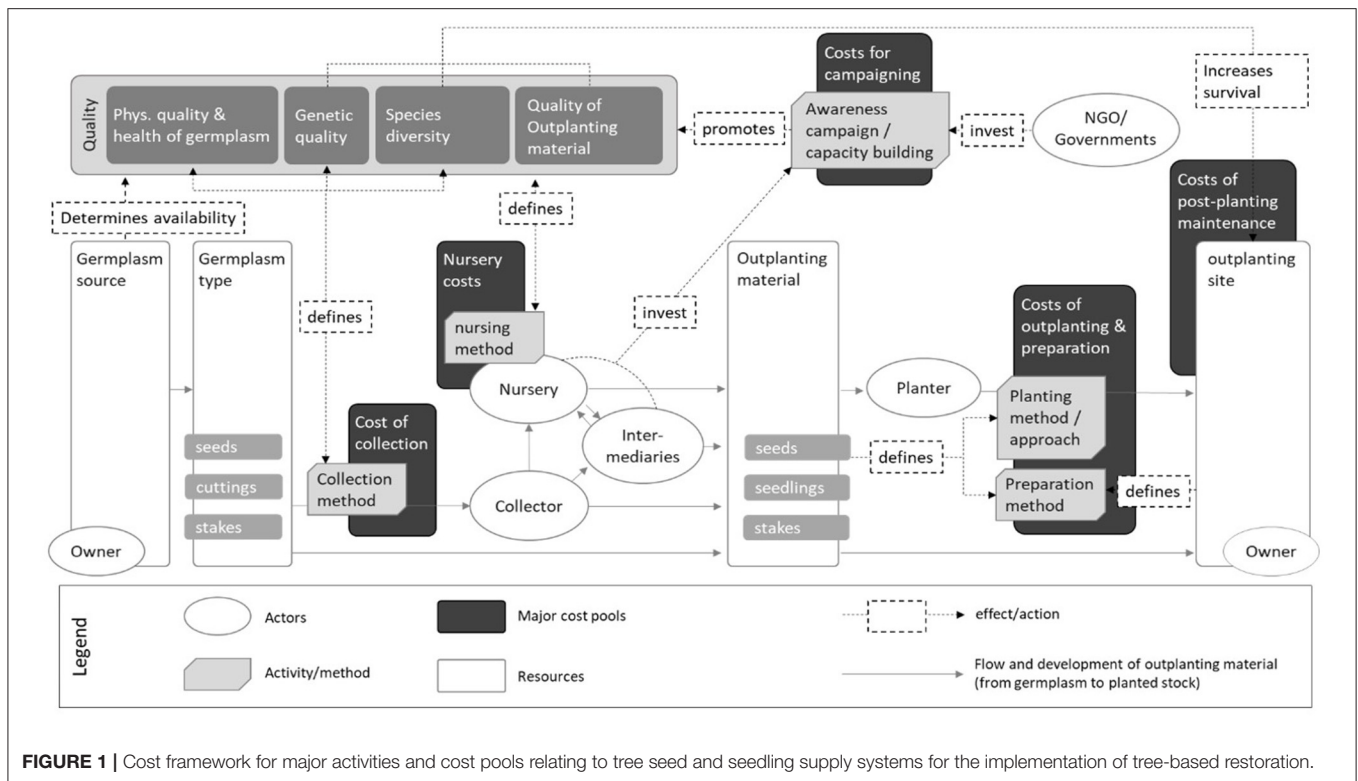 Costs for
campaigning
Increases
survival
Quality
Phys. quality &
health of germplasm
Genetic
quality
Species
diversity
Quality of
Outplanting
material
promotes
Awareness
campaign /
capacity building
invest
NGO/
Governments
Costs of
post-planting
maintenance
Determines availability
defines
Germplasm
source
Germplasm
type
Nursery
costs
Outplanting
material
outplanting
site
defines
nursing
method
invest
Costs of
outplanting &
preparation
Nursery
Planter
Planting
method /
approach
Cost of
collection
Inter-
mediaries
seeds
cuttings
stakes
Collection
method
Collector
seeds
seedlings
stakes
defines
Preparation
method
defines
Owner
Owner
Legend
Actors
Major cost pools
effect/action
Activity/method
Resources
Flow and development of outplanting material
(from germplasm to planted stock)
FIGURE 1 | Cost framework for major activities and cost pools relating to tree seed and seedling supply systems for the implementation of tree-based restoration.